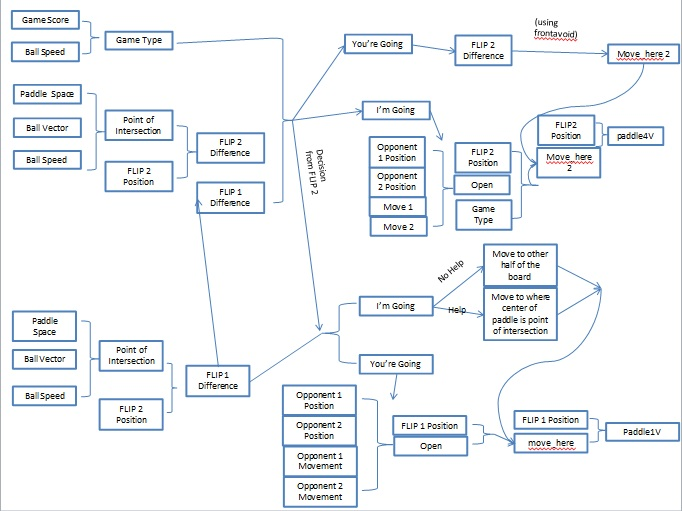 Game Score
Ball Speed
Game Type
Paddle Space
Ball Vector
Ball Speed
Point of
Intersection
FLIP 2
Position
FLIP 2
Difference
FLIP 1
Difference
Decision
from FLIP 2
You're Going
FLIP 2
Difference
(using
frontavoid)
Move_here 2
I'm Going
Opponent
1 Position
Opponent
2 Position
Move 1
Move 2
FLIP2
Position
Open
Game
Type
FLIP2
Position
Move_here
2
paddle4V
Paddle
Space
Ball Vector
Ball Speed
Point of
Intersection
FLIP 2
Position
FLIP 1
Difference
I'm Going
No Help
Help
Move to other
half of the
board
Move to where
center of
paddle is point
of intersection
You're Going
Opponent 1
Position
Opponent 2
Position
Opponent 1
Movement
Opponent 2
Movement
FLIP 1 Position
Open
FLIP 1 Position
move_here
Paddle1V